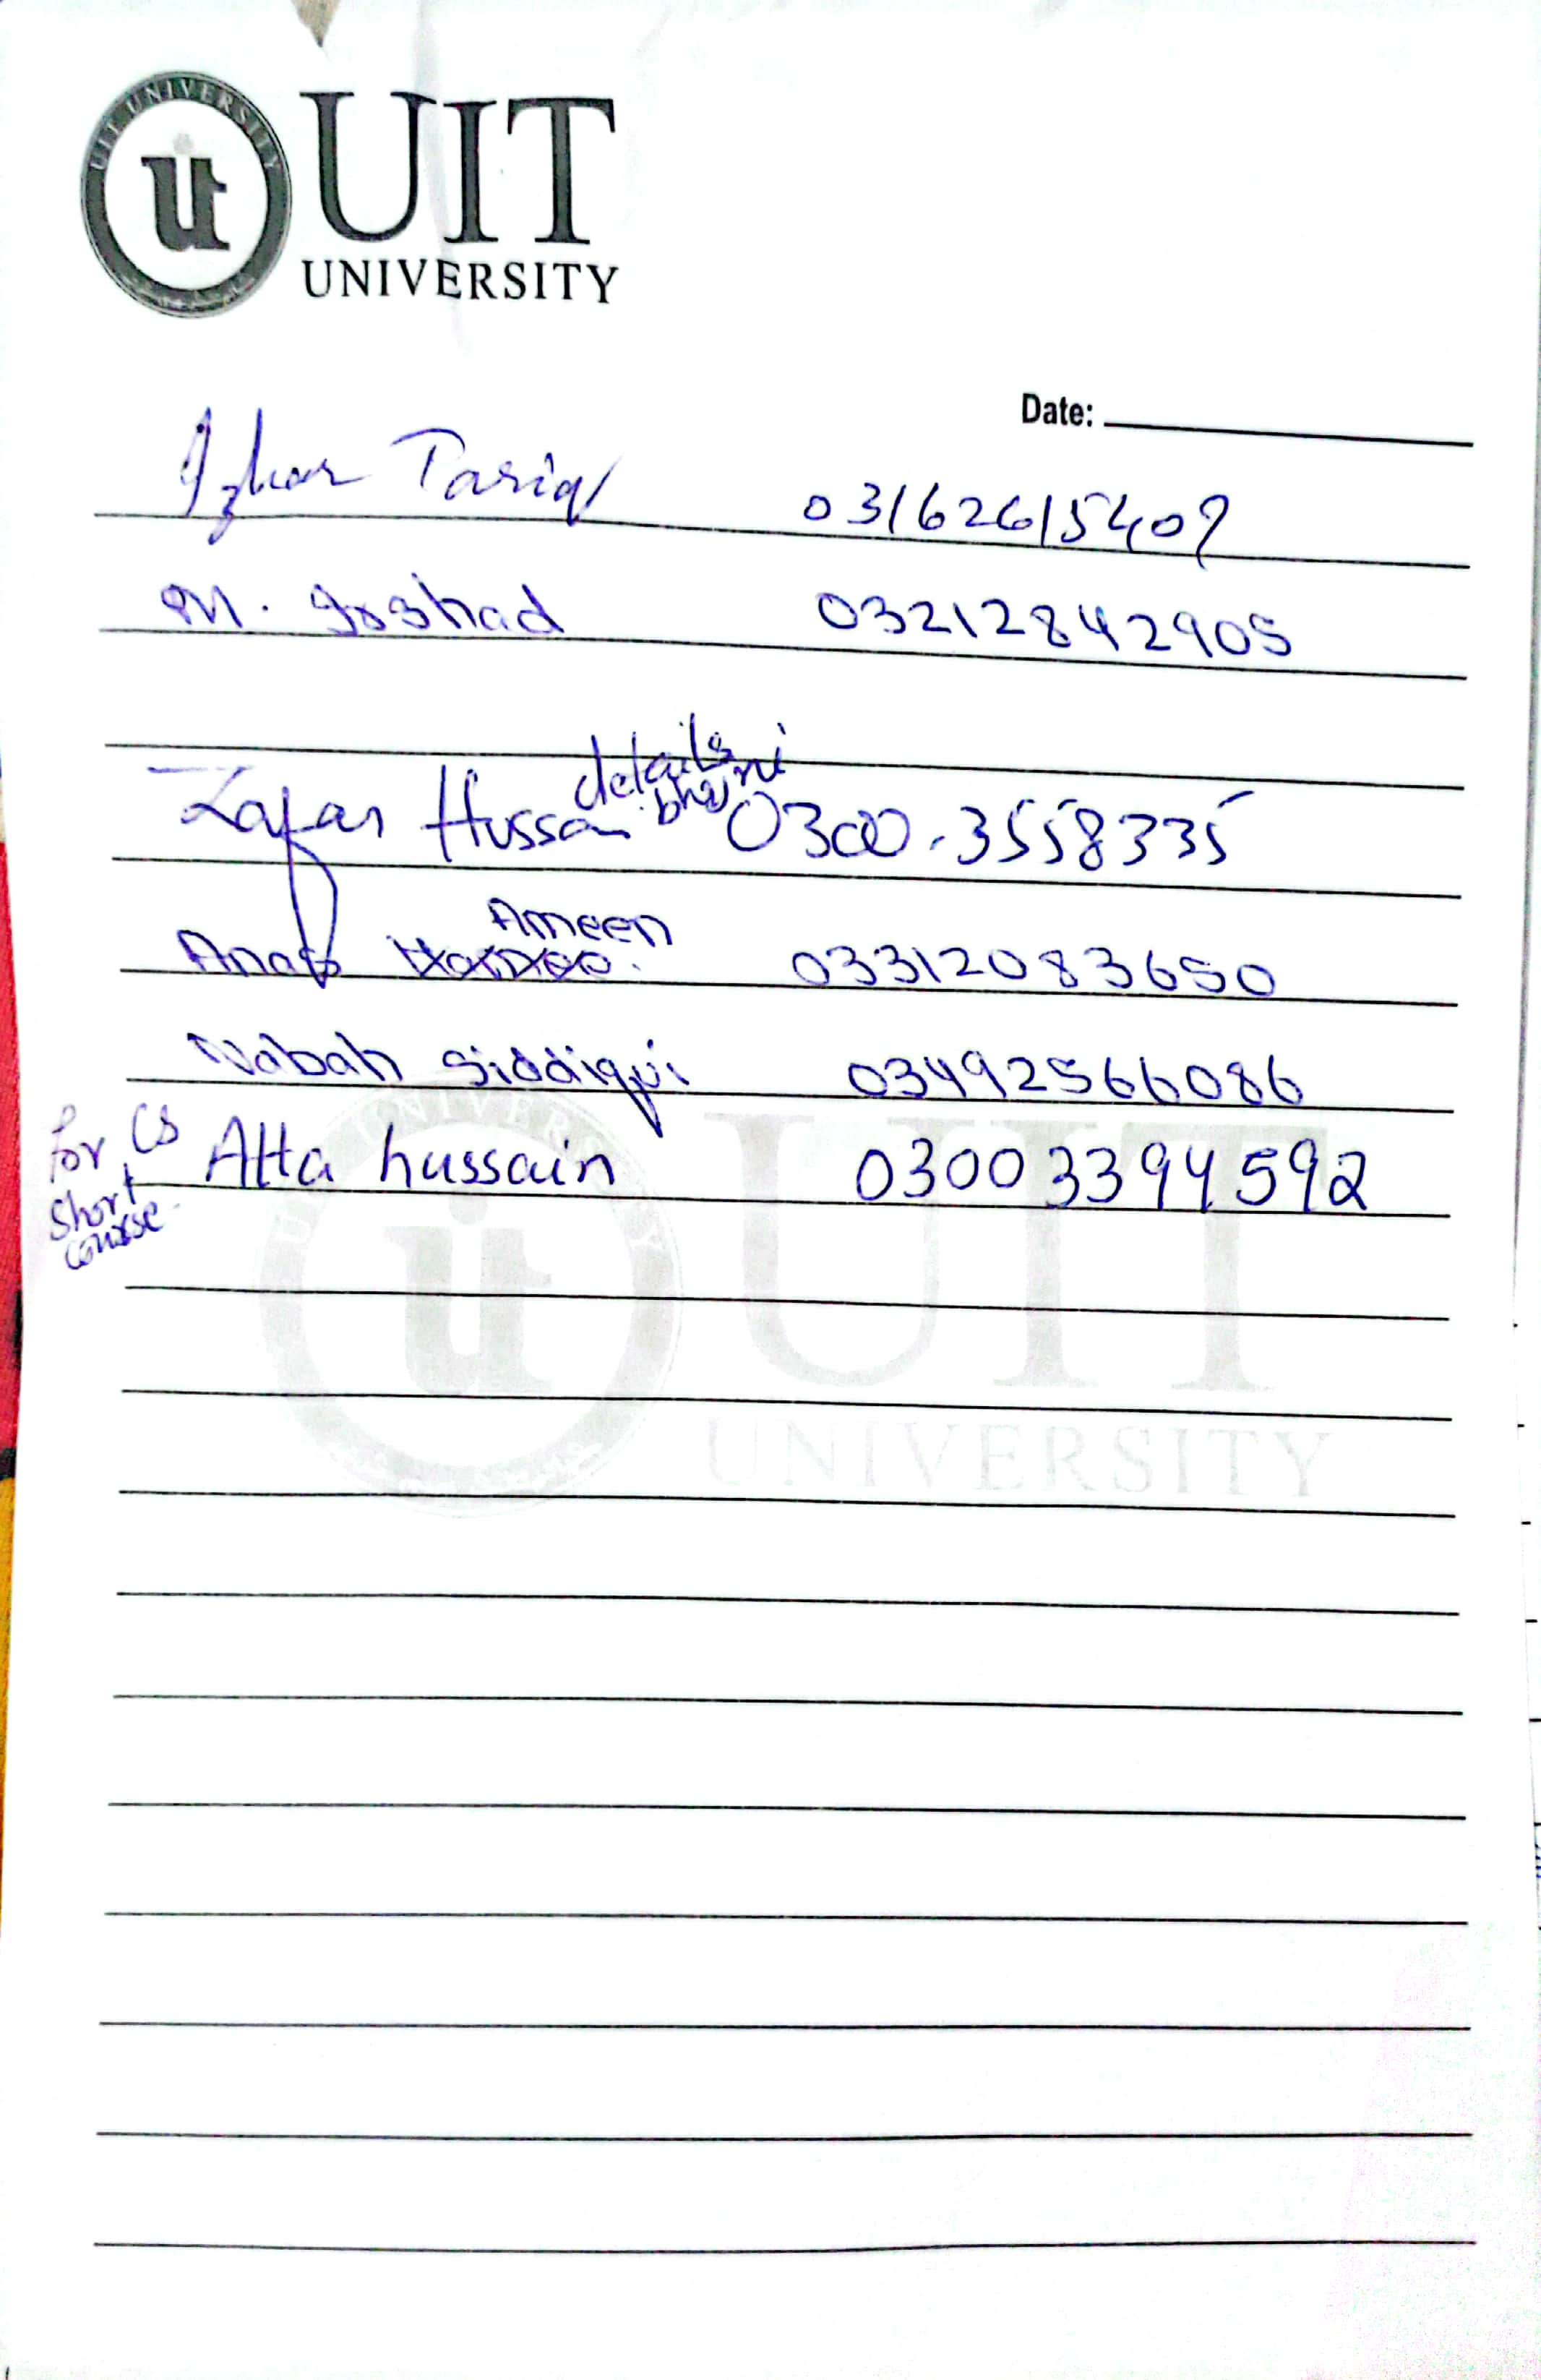 UIT UNIVERSITY
uit
UIT
UNIVERSITY
Date:
Izhar Tariq 03162615409
M. Irshad 03212842905
details
bhejni
Zafar Hussain 0300-3558335
Ameen
Anas 03312083650
Nabah Siddiqui 03492566086
for CS short course Atta hussain 03003394592
UIT
UNIVERSITY